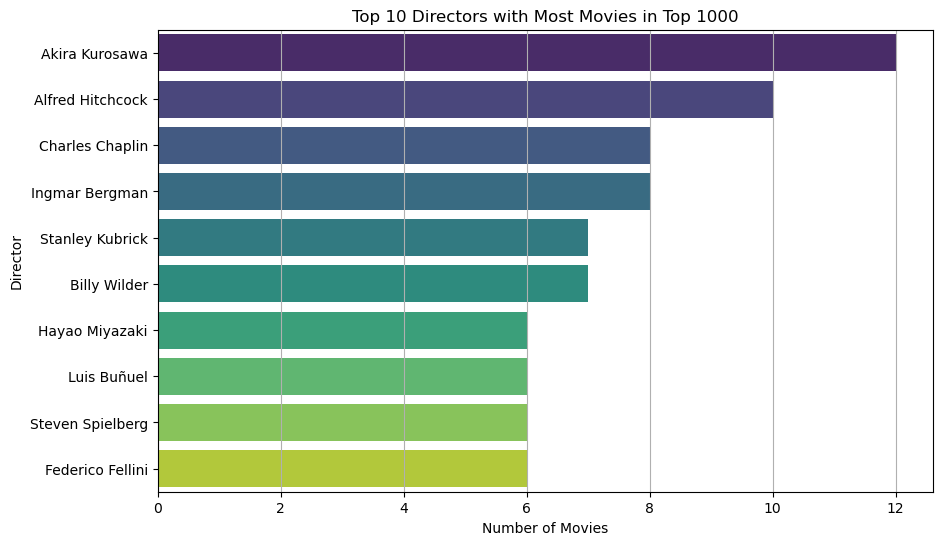 Top 10 Directors with Most Movies in Top 1000
Director
Akira Kurosawa
Alfred Hitchcock
Charles Chaplin
Ingmar Bergman
Stanley Kubrick
Billy Wilder
Hayao Miyazaki
Luis Buñuel
Steven Spielberg
Federico Fellini
0 2 4 6 8 10 12
Number of Movies